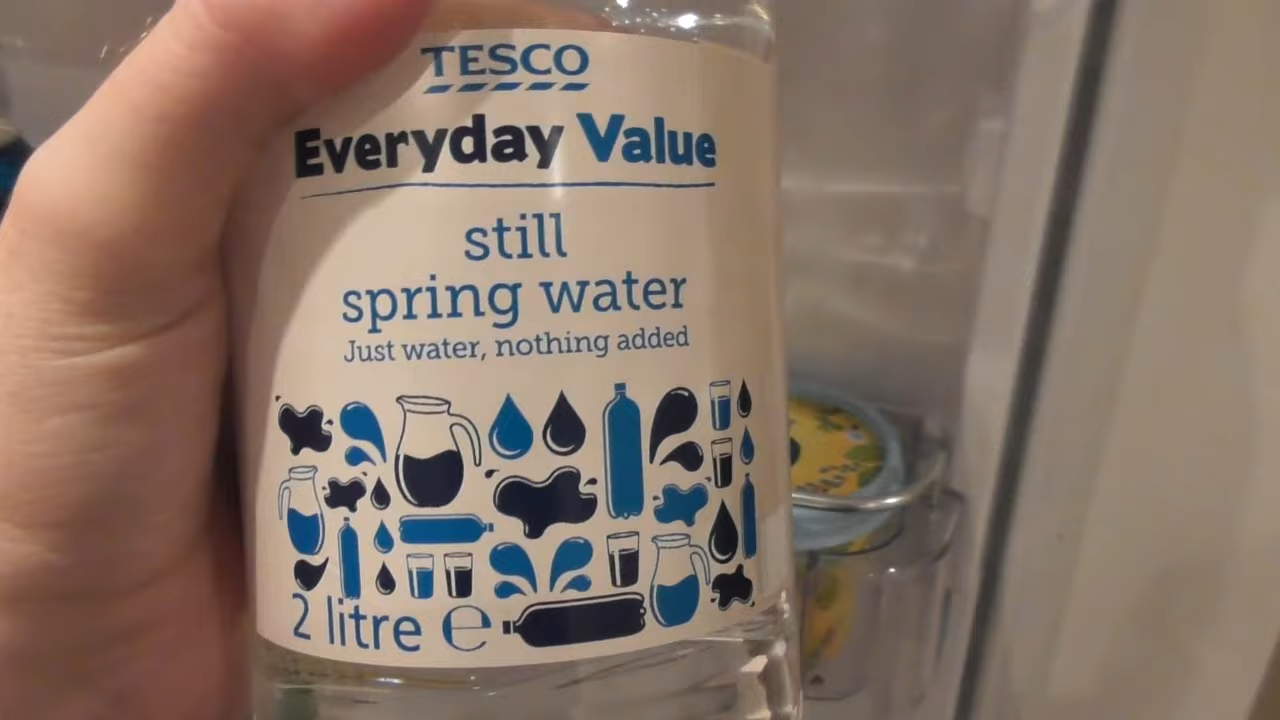 TESCO
Everyday Value
still
spring water
Just water, nothing added
2 litre ℮